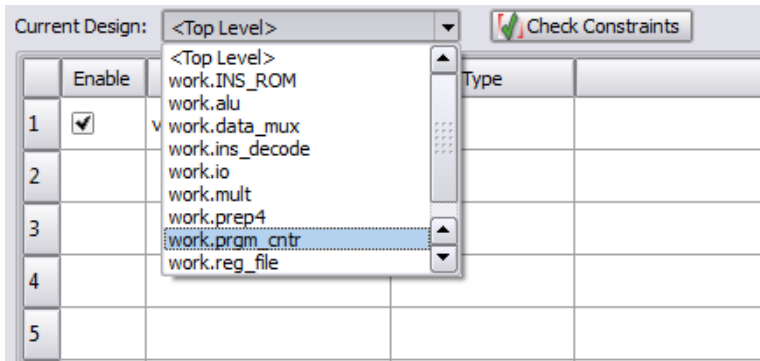 Current Design: <Top Level> Check Constraints
<Top Level>
Enable Type
work.INS_ROM
work.alu
1 v work.data_mux
work.ins_decode
2 work.io
work.mult
work.prep4
3 work.prgm_cntr
work.reg_file
4
5